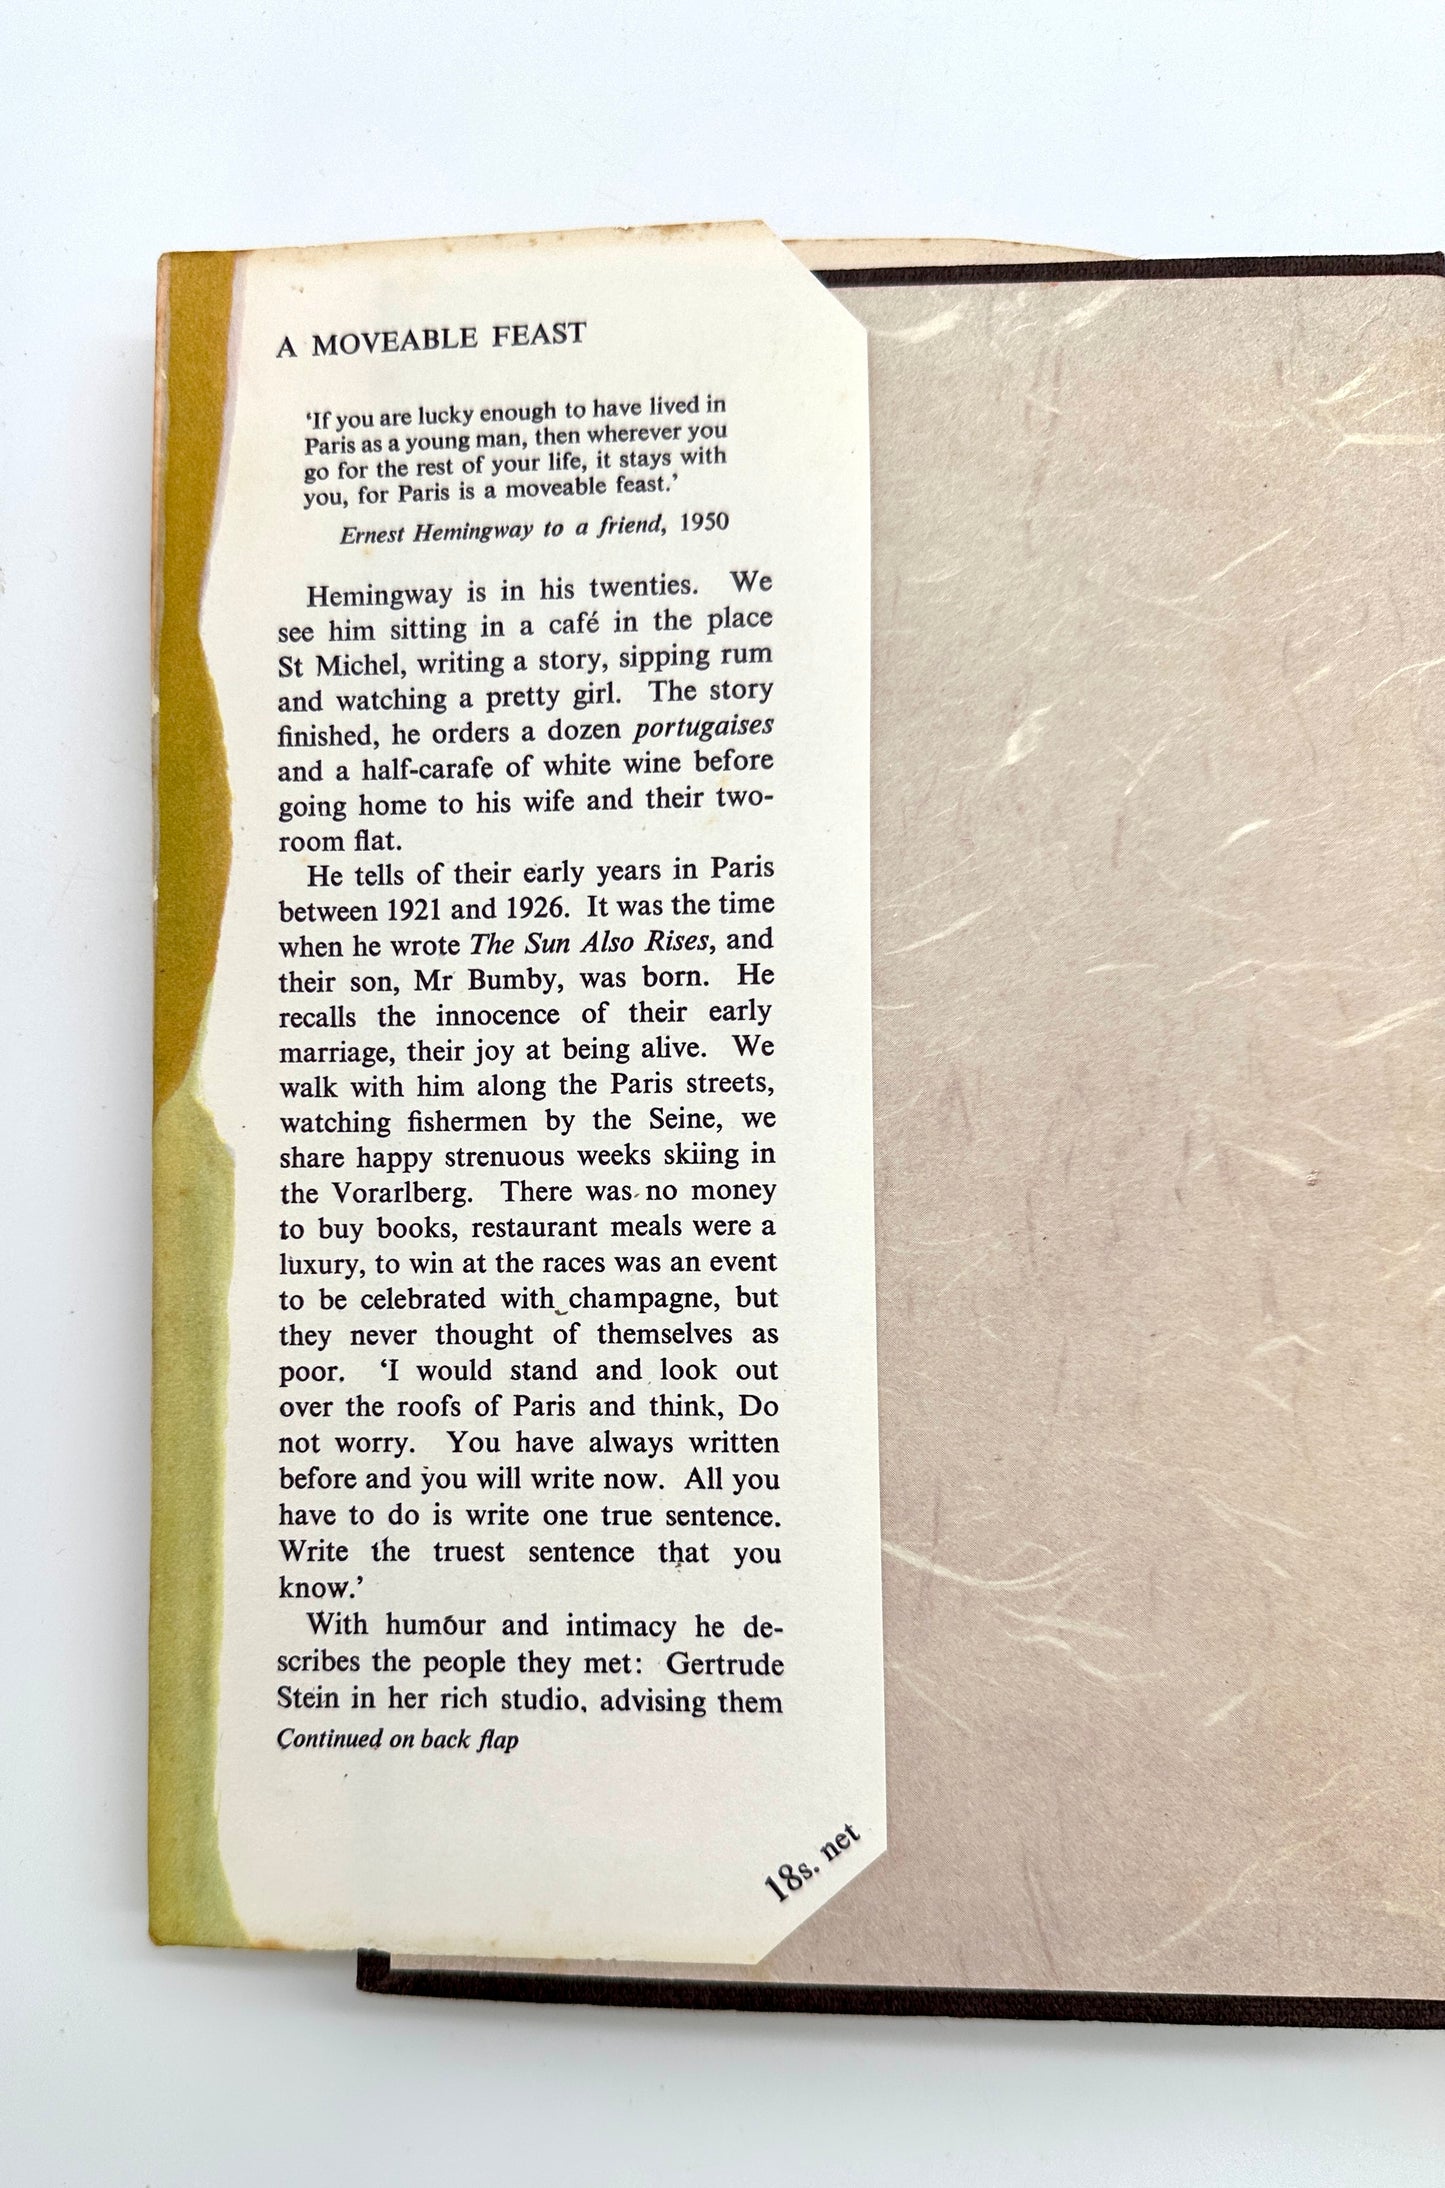 A MOVEABLE FEAST
‘If you are lucky enough to have lived in
Paris as a young man, then wherever you
go for the rest of your life, it stays with
you, for Paris is a moveable feast.’
Ernest Hemingway to a friend, 1950
Hemingway is in his twenties. We
see him sitting in a café in the place
St Michel, writing a story, sipping rum
and watching a pretty girl. The story
finished, he orders a dozen portugaises
and a half-carafe of white wine before
going home to his wife and their two-
room flat.
He tells of their early years in Paris
between 1921 and 1926. It was the time
when he wrote The Sun Also Rises, and
their son, Mr Bumby, was born. He
recalls the innocence of their early
marriage, their joy at being alive. We
walk with him along the Paris streets,
watching fishermen by the Seine, we
share happy strenuous weeks skiing in
the Vorarlberg. There was no money
to buy books, restaurant meals were a
luxury, to win at the races was an event
to be celebrated with champagne, but
they never thought of themselves as
poor. ‘I would stand and look out
over the roofs of Paris and think, Do
not worry. You have always written
before and you will write now. All you
have to do is write one true sentence.
Write the truest sentence that you
know.’
With humour and intimacy he de-
scribes the people they met: Gertrude
Stein in her rich studio, advising them
Continued on back flap
18s. net